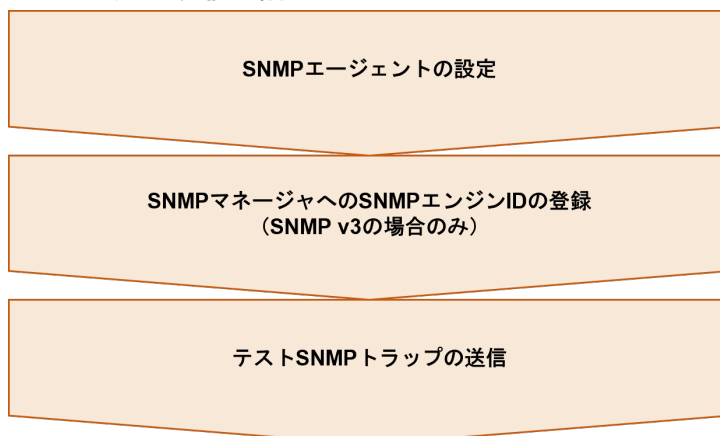 SNMPエージェントの設定
SNMPマネージャへのSNMPエンジンIDの登録
（SNMP v3の場合のみ）
テストSNMPトラップの送信